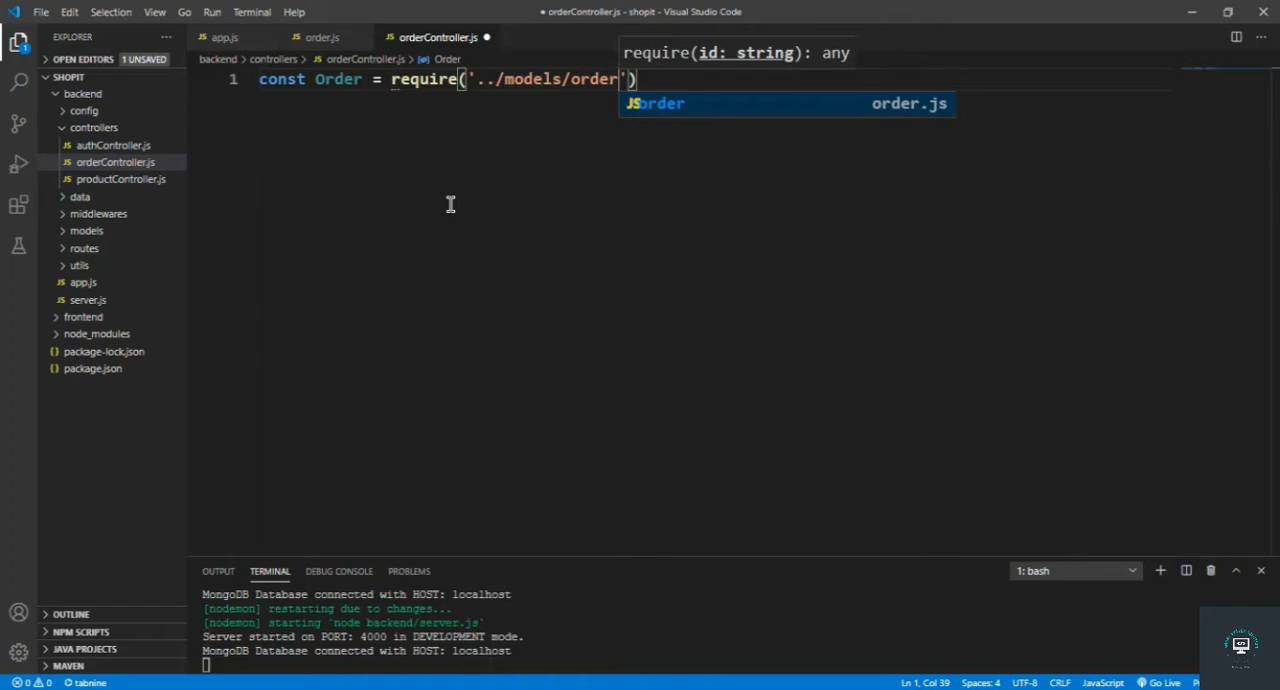 File Edit Selection View Go Run Terminal Help
● orderController.js - shopit - Visual Studio Code
EXPLORER
OPEN EDITORS 1 UNSAVED
SHOPIT
backend
config
controllers
JS authController.js
JS orderController.js
JS productController.js
data
middlewares
models
routes
utils
JS app.js
JS server.js
frontend
node_modules
{} package-lock.json
{} package.json
OUTLINE
NPM SCRIPTS
JAVA PROJECTS
MAVEN
JS app.js JS order.js JS orderController.js ●
backend > controllers > JS orderController.js > Order
require(id: string): any
1 const Order = require('../models/order')
JS order order.js
OUTPUT TERMINAL DEBUG CONSOLE PROBLEMS
1: bash
MongoDB Database connected with HOST: localhost
[nodemon] restarting due to changes...
[nodemon] starting `node backend/server.js`
Server started on PORT: 4000 in DEVELOPMENT mode.
MongoDB Database connected with HOST: localhost
0 0 tabnine
Ln 1, Col 39 Spaces: 4 UTF-8 CRLF JavaScript Go Live